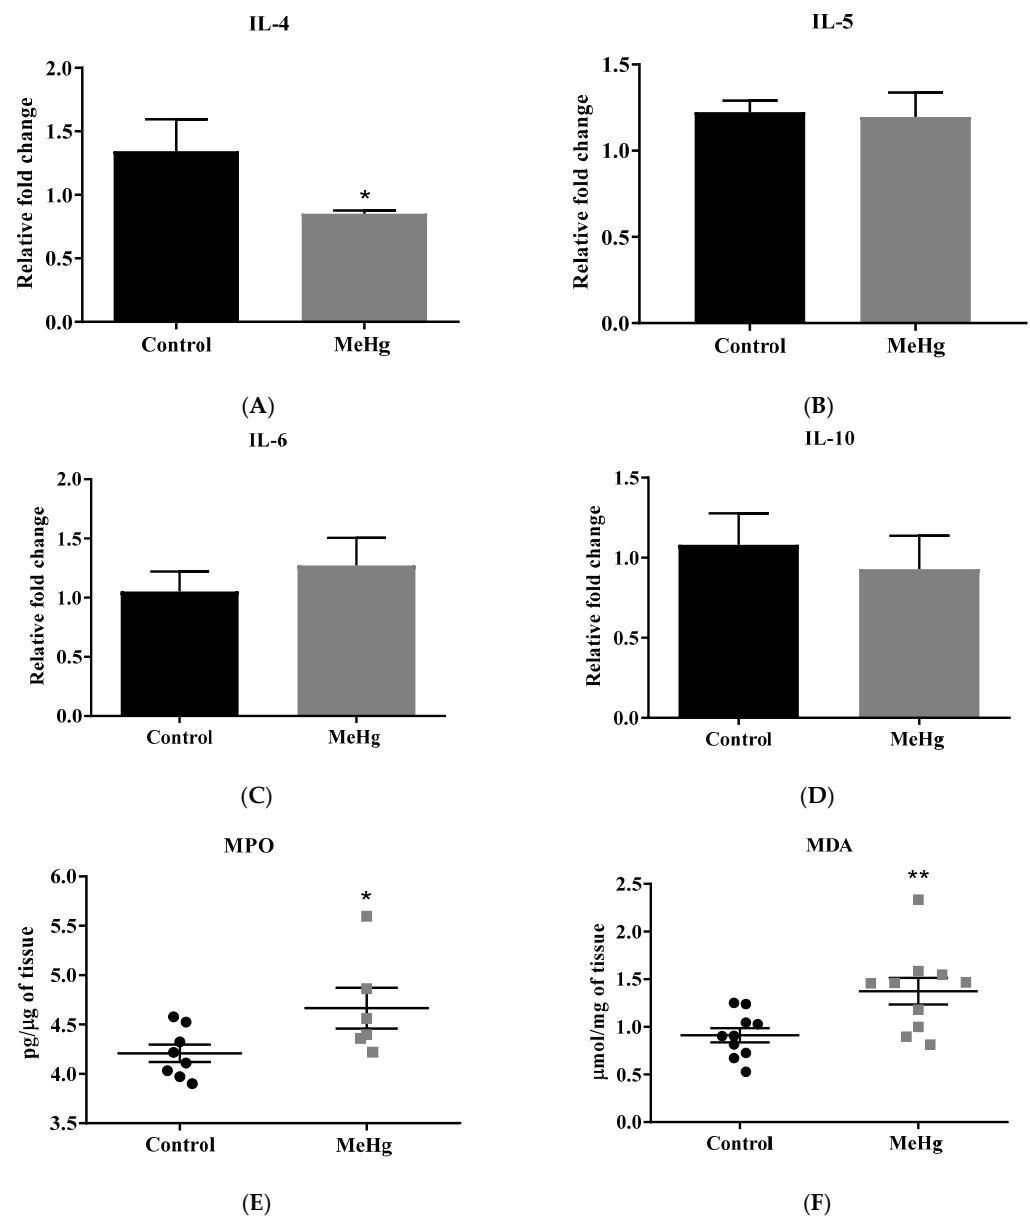 IL-4
Relative fold change
2.0
1.5
1.0
0.5
0.0
*
Control
MeHg
(A)
IL-5
Relative fold change
1.5
1.0
0.5
0.0
Control
MeHg
(B)
IL-6
Relative fold change
2.0
1.5
1.0
0.5
0.0
Control
MeHg
(C)
IL-10
Relative fold change
1.5
1.0
0.5
0.0
Control
MeHg
(D)
MPO
pg/μg of tissue
6.0
5.5
5.0
4.5
4.0
3.5
*
Control
MeHg
(E)
MDA
μmol/mg of tissue
2.5
2.0
1.5
1.0
0.5
0.0
**
Control
MeHg
(F)